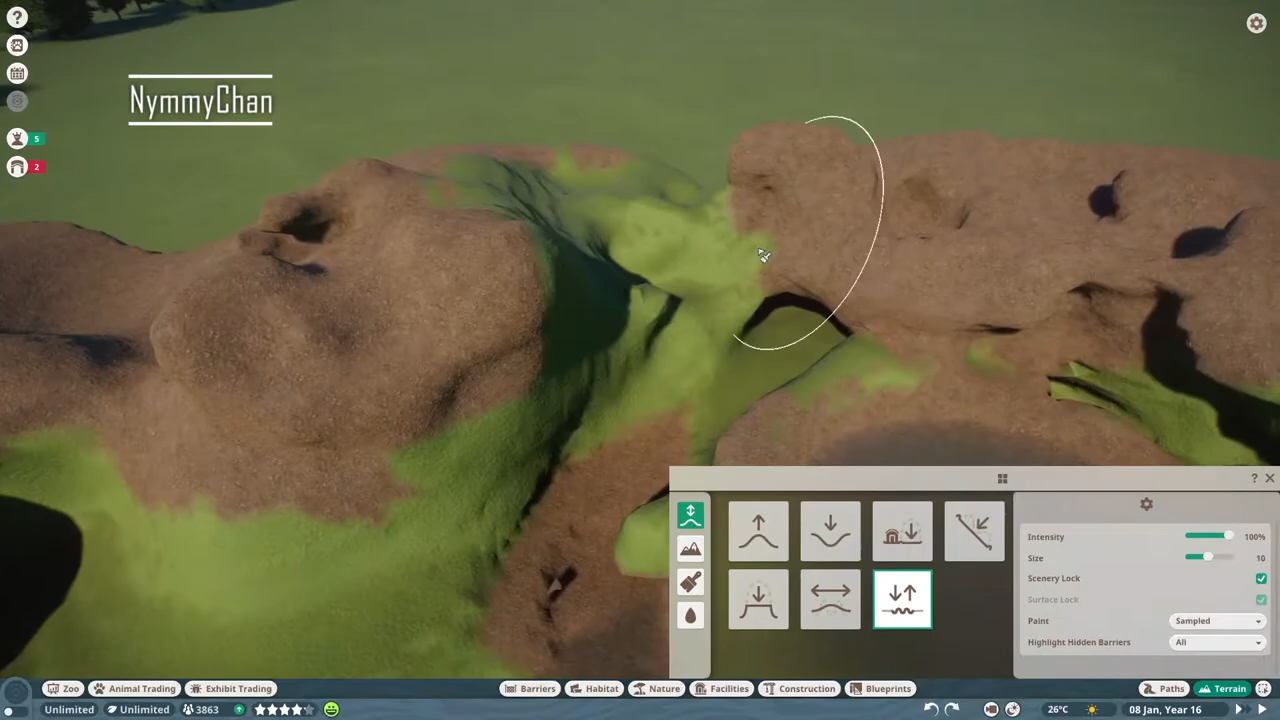 ?
NymmyChan
5
2
?
Intensity 100%
Size 10
Scenery Lock
Surface Lock
Paint Sampled
Highlight Hidden Barriers All
Zoo Animal Trading Exhibit Trading Barriers Habitat Nature Facilities Construction Blueprints Paths Terrain
Unlimited Unlimited 3863 26°C 08 Jan, Year 16